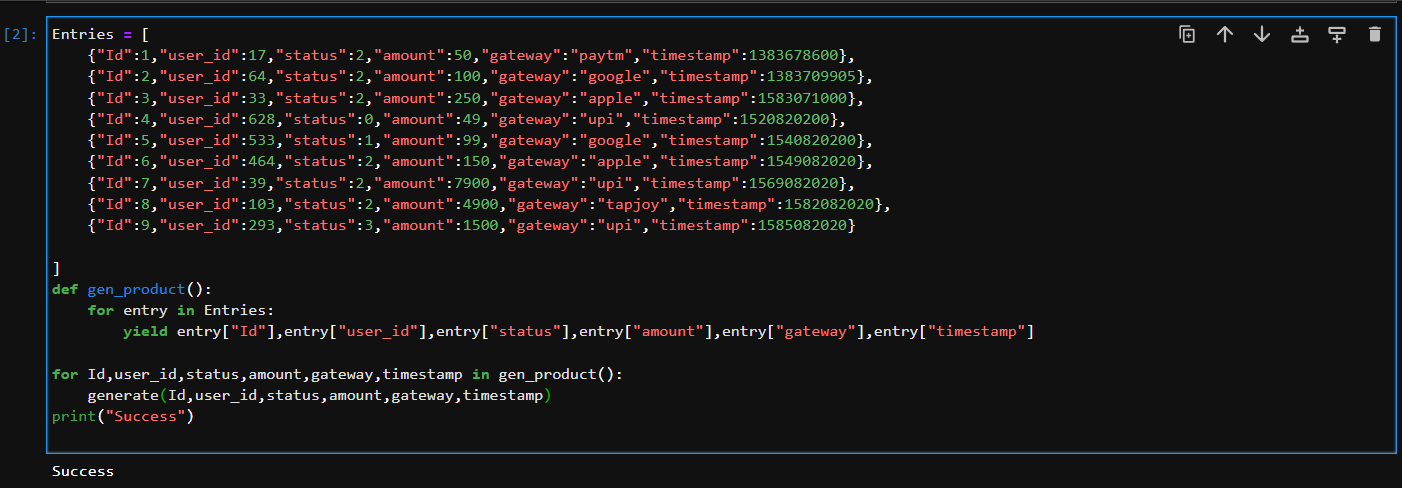 [2]:
Entries = [
    {"Id":1,"user_id":17,"status":2,"amount":50,"gateway":"paytm","timestamp":1383678600},
    {"Id":2,"user_id":64,"status":2,"amount":100,"gateway":"google","timestamp":1383709905},
    {"Id":3,"user_id":33,"status":2,"amount":250,"gateway":"apple","timestamp":1583071000},
    {"Id":4,"user_id":628,"status":0,"amount":49,"gateway":"upi","timestamp":1520820200},
    {"Id":5,"user_id":533,"status":1,"amount":99,"gateway":"google","timestamp":1540820200},
    {"Id":6,"user_id":464,"status":2,"amount":150,"gateway":"apple","timestamp":1549082020},
    {"Id":7,"user_id":39,"status":2,"amount":7900,"gateway":"upi","timestamp":1569082020},
    {"Id":8,"user_id":103,"status":2,"amount":4900,"gateway":"tapjoy","timestamp":1582082020},
    {"Id":9,"user_id":293,"status":3,"amount":1500,"gateway":"upi","timestamp":1585082020}
]
def gen_product():
    for entry in Entries:
        yield entry["Id"],entry["user_id"],entry["status"],entry["amount"],entry["gateway"],entry["timestamp"]
for Id,user_id,status,amount,gateway,timestamp in gen_product():
    generate(Id,user_id,status,amount,gateway,timestamp)
print("Success")
Success